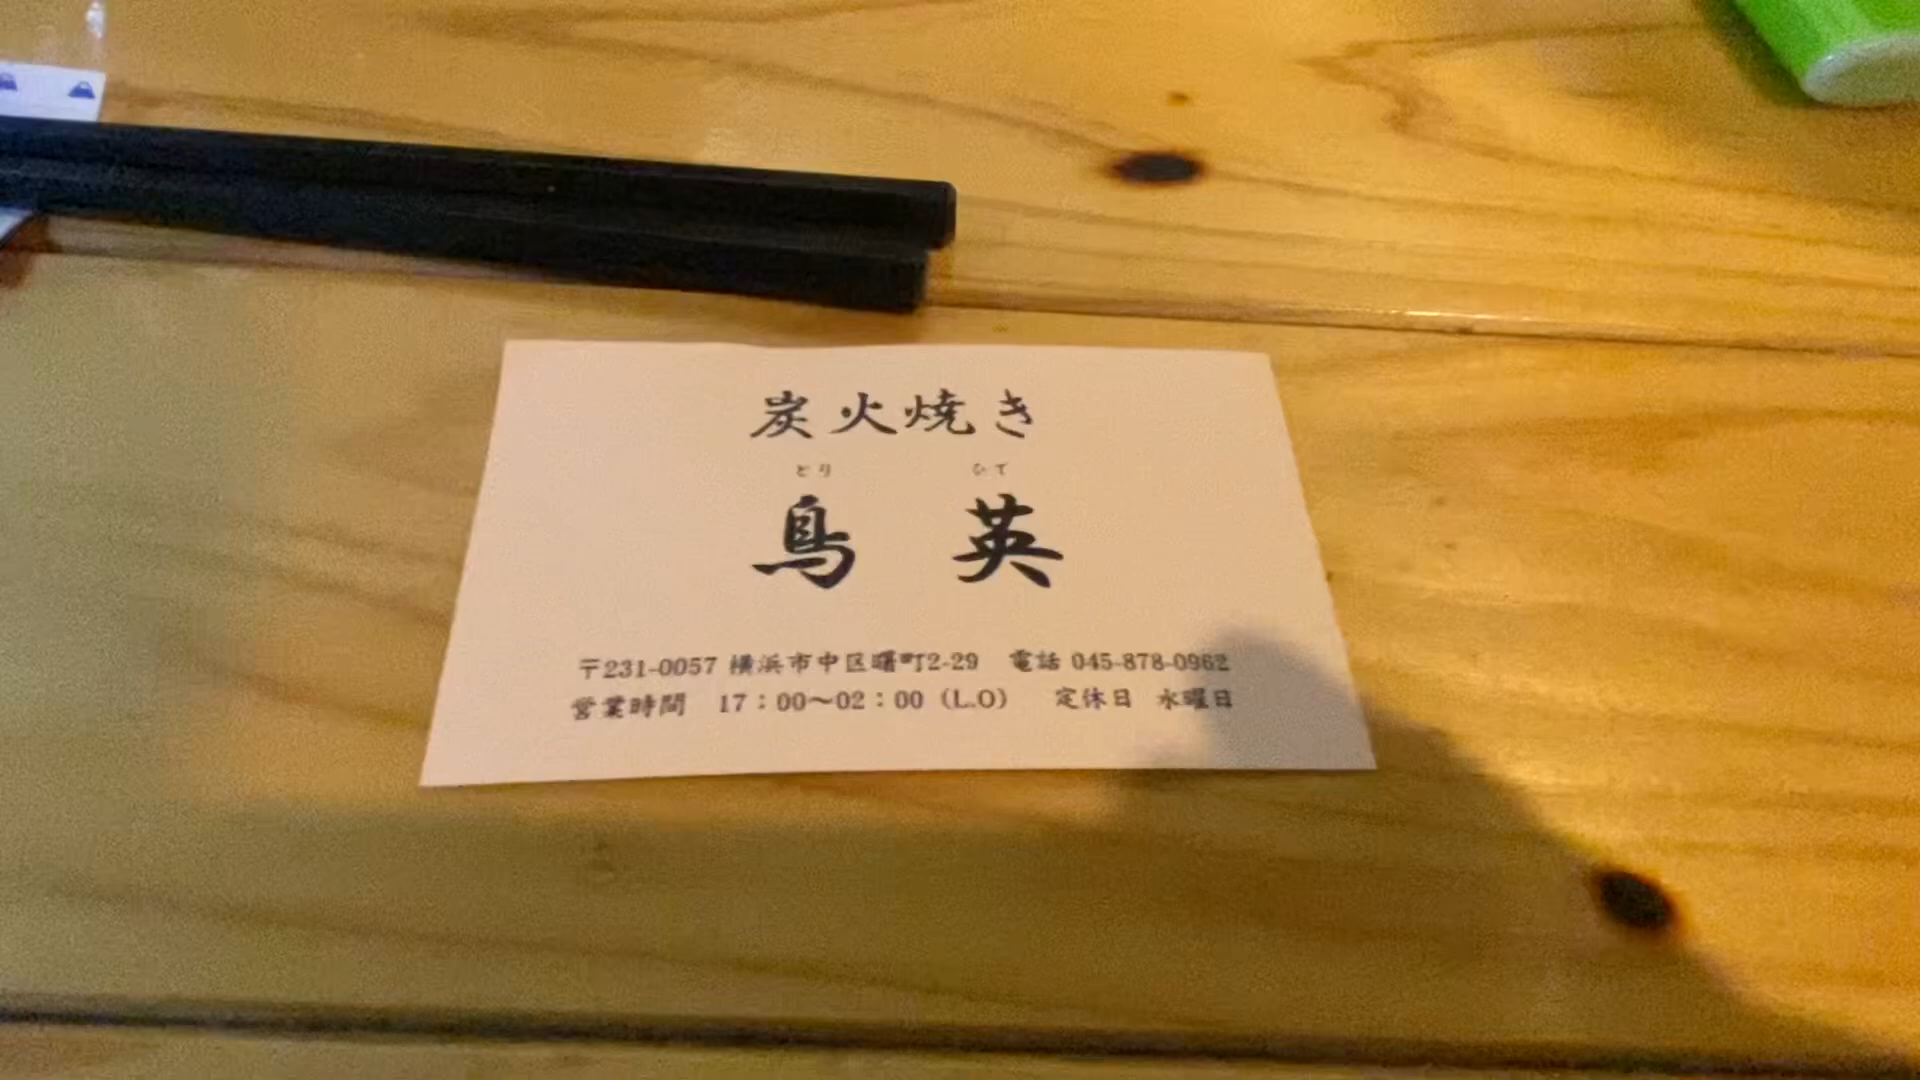 炭火焼き
とり ひで
鳥 英
〒231-0057 横浜市中区曙町2-29 電話 045-878-0962
営業時間 17:00〜02:00 (L.O) 定休日 水曜日